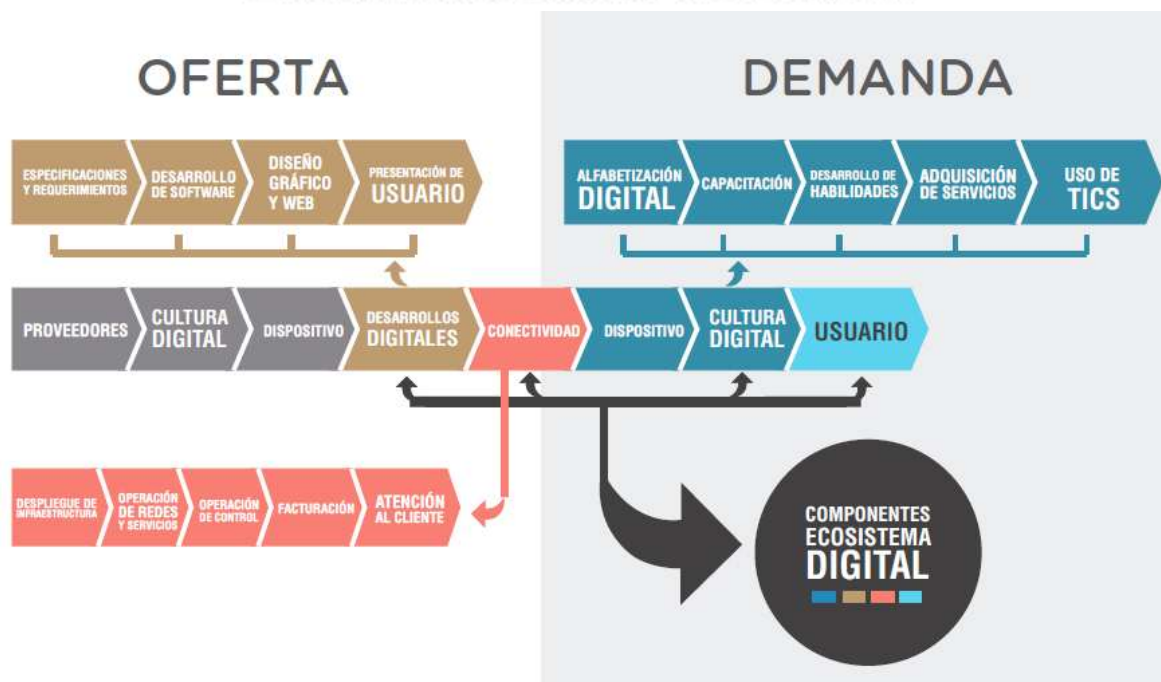 OFERTA
DEMANDA
ESPECIFICACIONES
Y REQUERIMIENTOS
DESARROLLO
DE SOFTWARE
DISEÑO
GRÁFICO
Y WEB
PRESENTACIÓN DE
USUARIO
ALFABETIZACIÓN
DIGITAL
CAPACITACIÓN
DESARROLLO DE
HABILIDADES
ADQUISICIÓN
DE SERVICIOS
USO DE
TICS
PROVEEDORES
CULTURA
DIGITAL
DISPOSITIVO
DESARROLLOS
DIGITALES
CONECTIVIDAD
DISPOSITIVO
CULTURA
DIGITAL
USUARIO
DESPLIEGUE DE
INFRAESTRUCTURA
OPERACIÓN
DE REDES
Y SERVICIOS
OPERACIÓN
DE CONTROL
FACTURACIÓN
ATENCIÓN
AL CLIENTE
COMPONENTES
ECOSISTEMA
DIGITAL